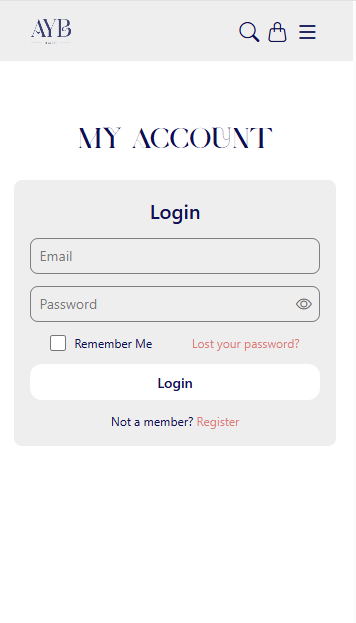 AYB
MY ACCOUNT
Login
Email
Password
Remember Me
Lost your password?
Login
Not a member? Register